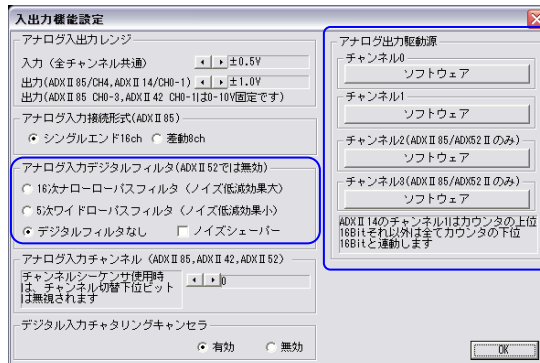 入出力機能設定
アナログ入出力レンジ
入力（全チャンネル共通） ±0.5V
出力(ADXⅡ85/CH4,ADXⅡ14/CH0-1) ±1.0V
出力(ADXⅡ85 CH0-3,ADXⅡ42 CH0-1は0-10V固定です)
アナログ入力接続形式(ADXⅡ85)
シングルエンド16ch 差動8ch
アナログ入力デジタルフィルタ(ADXⅡ52では無効)
16次ナローローパスフィルタ（ノイズ低減効果大）
5次ワイドローパスフィルタ（ノイズ低減効果小）
デジタルフィルタなし ノイズシェーパー
アナログ入力チャンネル（ADXⅡ85,ADXⅡ42,ADXⅡ52）
チャンネルシーケンサ使用時
は、チャンネル切替下位ビット
は無視されます
0
デジタル入力チャタリングキャンセラ
有効 無効
アナログ出力駆動源
チャンネル0
ソフトウェア
チャンネル1
ソフトウェア
チャンネル2(ADXⅡ85/ADX52Ⅱのみ)
ソフトウェア
チャンネル3(ADXⅡ85/ADX52Ⅱのみ)
ソフトウェア
ADXⅡ14のチャンネル1はカウンタの上位
16Bitそれ以外は全てカウンタの下位
16Bitと連動します
OK